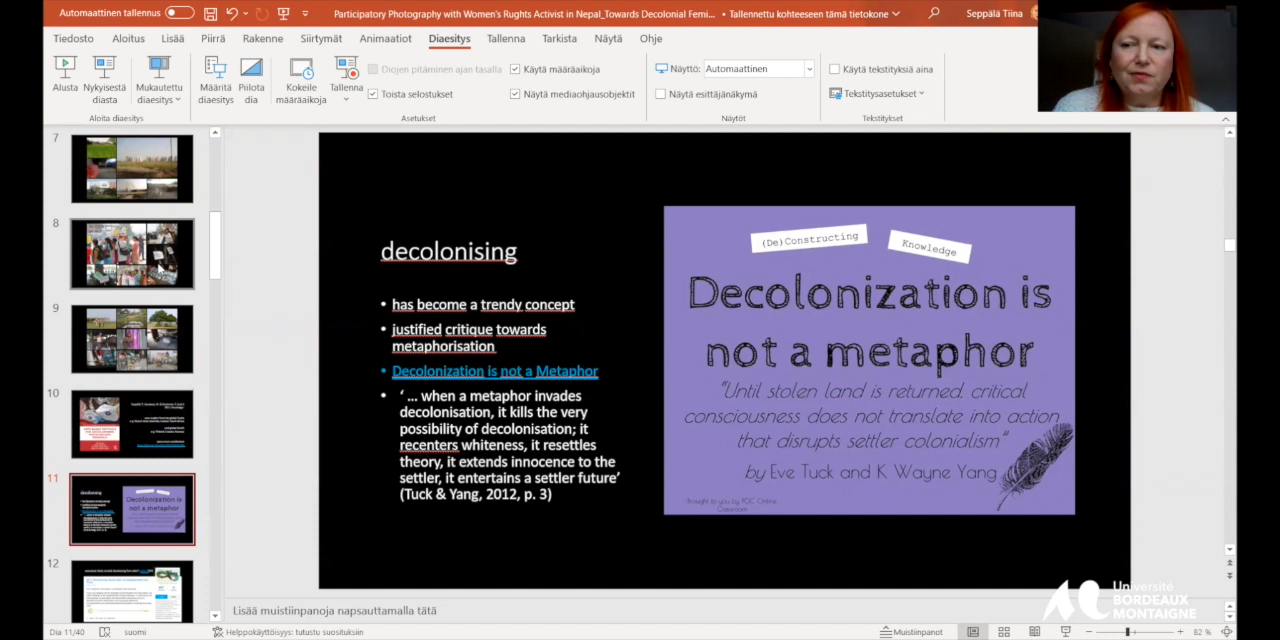 Automaattinen tallennus
Participatory Photography with Women's Rughts Activist in Nepal_Towards Decolonial Femi... • Tallennettu kohteeseen tämä tietokone
Seppälä Tiina
Tiedosto Aloitus Lisää Piirrä Rakenne Siirtymät Animaatiot Diaesitys Tallenna Tarkista Näytä Ohje
Alusta
Nykyisestä
diasta
Mukautettu
diaesitys
Aloita diaesitys
Määritä
diaesitys
Piilota
dia
Kokeile
määräaikoja
Tallenna
Diojen pitäminen ajan tasalla
Toista selostukset
Käytä määräaikoja
Näytä mediaohjausobjektit
Asetukset
Näyttö: Automaattinen
Näytä esittäjänäkymä
Näytöt
Käytä tekstityksiä aina
Tekstitysasetukset
Tekstitykset
7
8
9
10
11
12
decolonising
• has become a trendy concept
• justified critique towards
metaphorisation
• Decolonization is not a Metaphor
• ‘ ... when a metaphor invades
decolonisation, it kills the very
possibility of decolonisation; it
recenters whiteness, it resettles
theory, it extends innocence to the
settler, it entertains a settler future’
(Tuck & Yang, 2012, p. 3)
(De)Constructing
Knowledge
Decolonization is
not a metaphor
"Until stolen land is returned, critical
consciousness does not translate into action
that disrupts settler colonialism"
by Eve Tuck and K Wayne Yang
Brought to you by FOC Online
Classroom
Lisää muistiinpanoja napsauttamalla tätä
Dia 11/40 suomi Helppokäyttöisyys: tutustu suosituksiin
Muistiinpanot
82 %
Université
BORDEAUX
MONTAIGNE